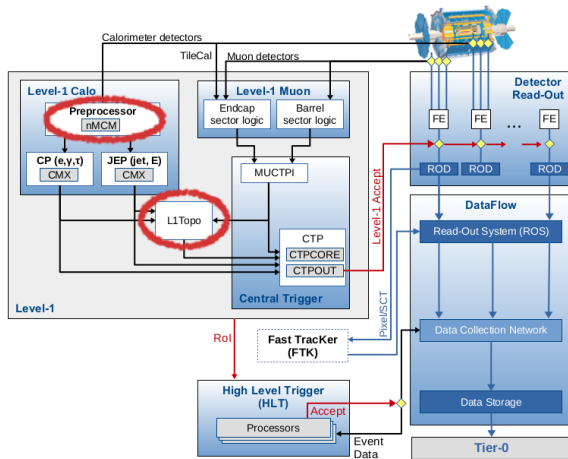 Calorimeter detectors
TileCal
Muon detectors
Level-1 Calo
Preprocessor
nMCM
CP (e,γ,τ)
CMX
JEP (jet, E)
CMX
Level-1 Muon
Endcap
sector logic
Barrel
sector logic
MUCTPI
L1Topo
CTP
CTPCORE
CTPOUT
Central Trigger
Level-1
Level-1 Accept
Detector
Read-Out
FE
FE
...
FE
ROD
ROD
ROD
DataFlow
Read-Out System (ROS)
Data Collection Network
Data Storage
Tier-0
Pixel/SCT
RoI
Fast TracKer
(FTK)
High Level Trigger
(HLT)
Accept
Processors
Event
Data